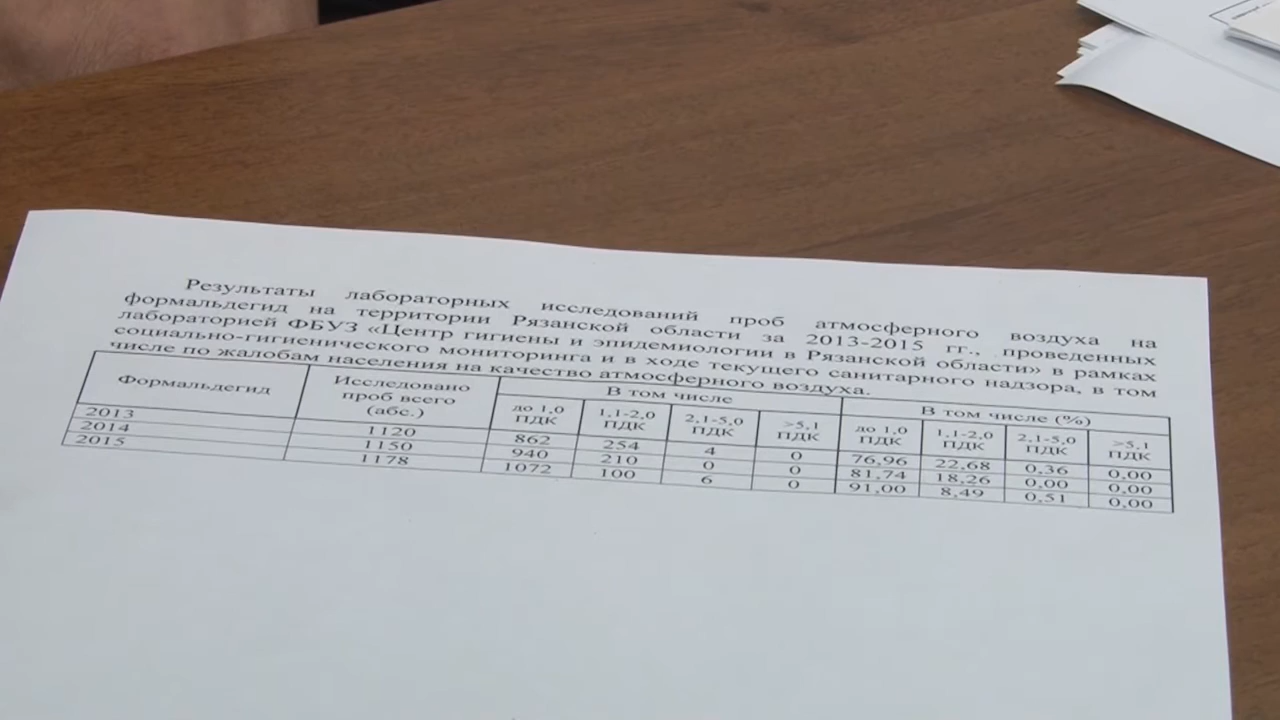 Результаты лабораторных исследований проб атмосферного воздуха на
формальдегид на территории Рязанской области за 2013-2015 гг., проведенных
лабораторией ФБУЗ «Центр гигиены и эпидемиологии в Рязанской области» в рамках
социально-гигиенического мониторинга и в ходе текущего санитарного надзора, в том
числе по жалобам населения на качество атмосферного воздуха.
Формальдегид Исследовано проб всего (абс.) В том числе В том числе (%)
до 1,0 ПДК 1,1-2,0 ПДК 2,1-5,0 ПДК >5,1 ПДК до 1,0 ПДК 1,1-2,0 ПДК 2,1-5,0 ПДК >5,1 ПДК
2013 1120 862 254 4 0 76,96 22,68 0,36 0,00
2014 1150 940 210 0 0 81,74 18,26 0,00 0,00
2015 1178 1072 100 6 0 91,00 8,49 0,51 0,00